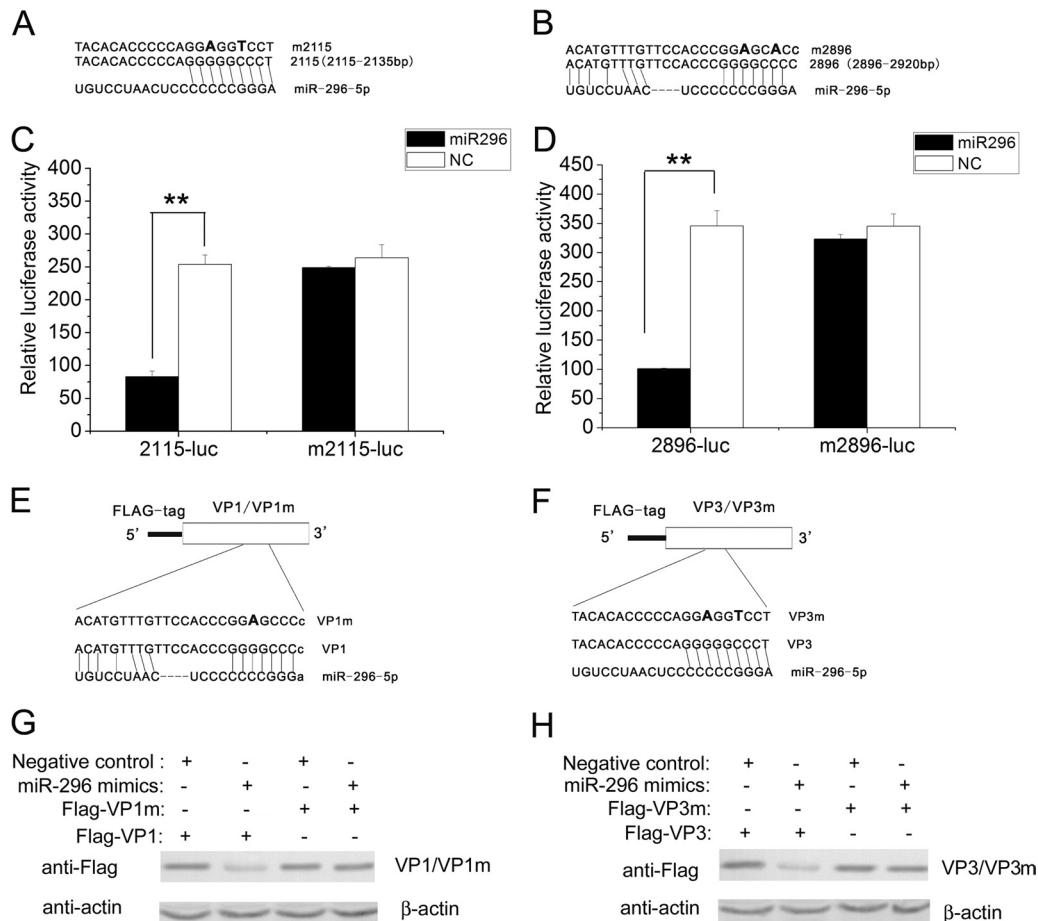 A
TACACACCCCCAGGAGGTCCT m2115
TACACACCCCCAGGGGGCCCT 2115(2115-2135bp)
UGUCCUAACUCCCCCCCGGGA miR-296-5p
B
ACATGTTTGTTCCACCCGGAGCACc m2896
ACATGTTTGTTCCACCCGGGGCCCC 2896 (2896-2920bp)
UGUCCUAAC----UCCCCCCCGGGA miR-296-5p
C
miR296
NC
Relative luciferase activity
400
350
300
250
200
150
100
50
0
**
2115-luc m2115-luc
D
miR296
NC
Relative luciferase activity
450
400
350
300
250
200
150
100
50
0
**
2896-luc m2896-luc
E
FLAG-tag VP1/VP1m
5' 3'
ACATGTTTGTTCCACCCGGAGCCCc VP1m
ACATGTTTGTTCCACCCGGGGCCCc VP1
UGUCCUAAC----UCCCCCCCGGGa miR-296-5p
F
FLAG-tag VP3/VP3m
5' 3'
TACACACCCCCAGGAGGTCCT VP3m
TACACACCCCCAGGGGGCCCT VP3
UGUCCUAACUCCCCCCCGGGA miR-296-5p
G
Negative control : + - + -
miR-296 mimics: - + - +
Flag-VP1m: - - + +
Flag-VP1: + + - -
anti-Flag VP1/VP1m
anti-actin β-actin
H
Negative control: + - + -
miR-296 mimics: - + - +
Flag-VP3m: - - + +
Flag-VP3: + + - -
anti-Flag VP3/VP3m
anti-actin β-actin